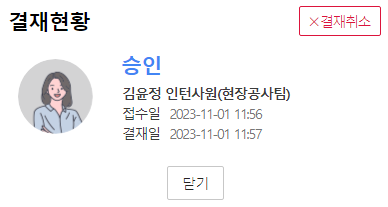 결재현황
×결재취소
승인
김윤정 인턴사원(현장공사팀)
접수일 2023-11-01 11:56
결재일 2023-11-01 11:57
닫기